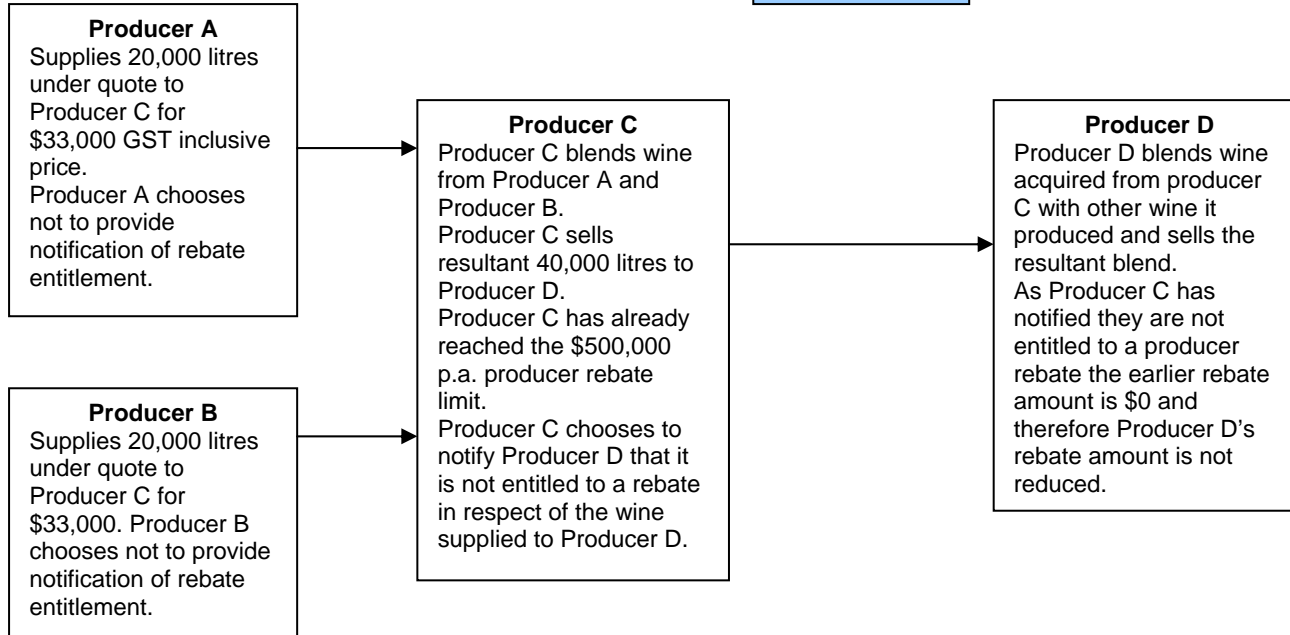 Producer A
Supplies 20,000 litres
under quote to
Producer C for
$33,000 GST inclusive
price.
Producer A chooses
not to provide
notification of rebate
entitlement.
Producer B
Supplies 20,000 litres
under quote to
Producer C for
$33,000. Producer B
chooses not to provide
notification of rebate
entitlement.
Producer C
Producer C blends wine
from Producer A and
Producer B.
Producer C sells
resultant 40,000 litres to
Producer D.
Producer C has already
reached the $500,000
p.a. producer rebate
limit.
Producer C chooses to
notify Producer D that it
is not entitled to a rebate
in respect of the wine
supplied to Producer D.
Producer D
Producer D blends wine
acquired from producer
C with other wine it
produced and sells the
resultant blend.
As Producer C has
notified they are not
entitled to a producer
rebate the earlier rebate
amount is $0 and
therefore Producer D’s
rebate amount is not
reduced.